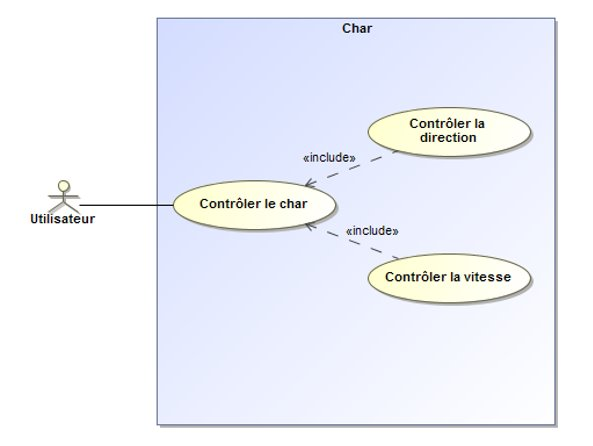 Char
Contrôler la
direction
«include»
Contrôler le char
Utilisateur
«include»
Contrôler la vitesse